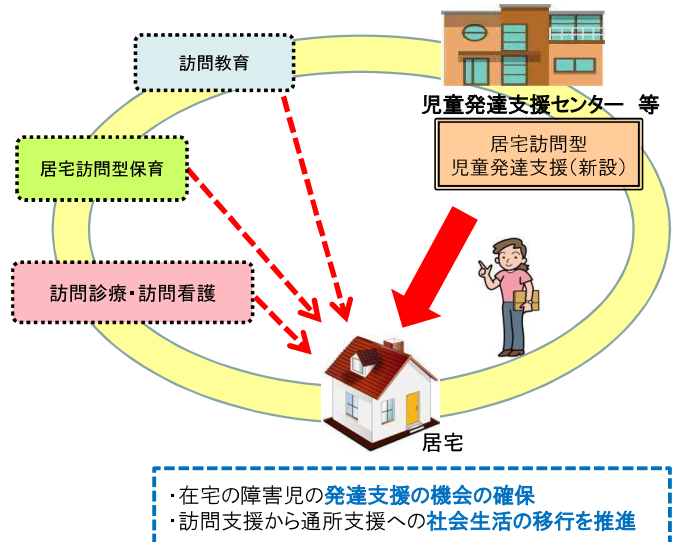 訪問教育
児童発達支援センター 等
居宅訪問型
児童発達支援(新設)
居宅訪問型保育
訪問診療・訪問看護
居宅
・在宅の障害児の発達支援の機会の確保
・訪問支援から通所支援への社会生活の移行を推進